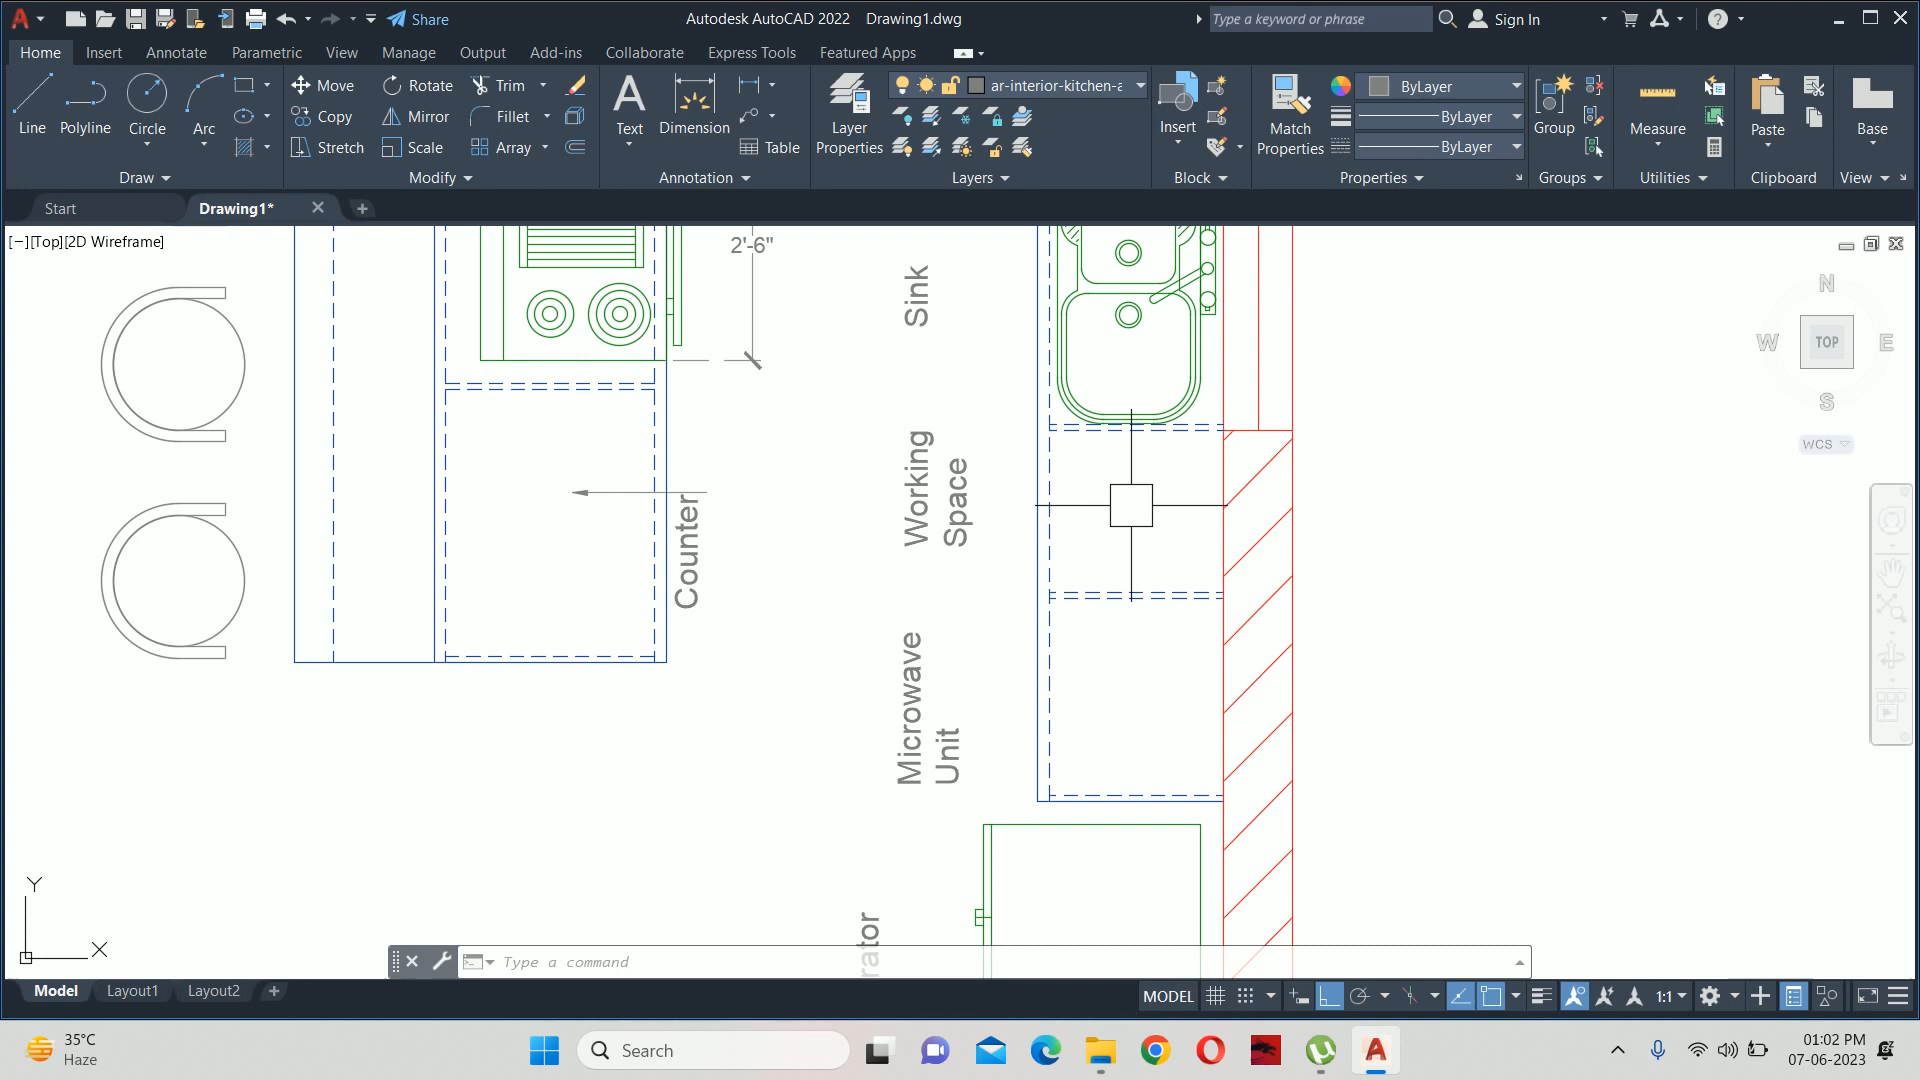 Share
Autodesk AutoCAD 2022 Drawing1.dwg
Type a keyword or phrase
Sign In
Home Insert Annotate Parametric View Manage Output Add-ins Collaborate Express Tools Featured Apps
Line Polyline Circle Arc
Move Rotate Trim
Copy Mirror Fillet
Stretch Scale Array
Text Dimension Table
Layer Properties
ar-interior-kitchen-a
Insert
Match Properties
ByLayer
ByLayer
ByLayer
Group
Measure
Paste
Base
Draw Modify Annotation Layers Block Properties Groups Utilities Clipboard View
Start Drawing1*
[−][Top][2D Wireframe]
2'-6"
Sink
Working
Space
Counter
Microwave
Unit
rator
N
W TOP E
S
WCS
Y
X
Type a command
Model Layout1 Layout2
MODEL
1:1
35°C
Haze
Search
01:02 PM
07-06-2023